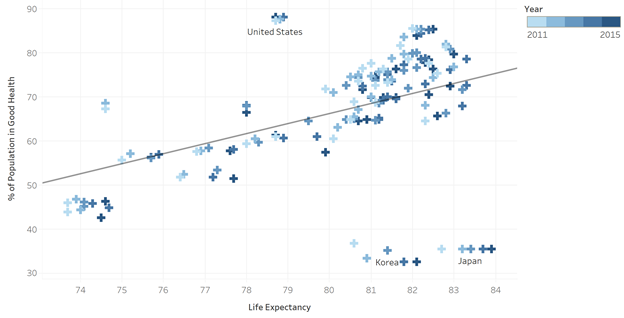 Year
2011 2015
% of Population in Good Health
90
80
70
60
50
40
30
United States
Korea
Japan
74 75 76 77 78 79 80 81 82 83 84
Life Expectancy